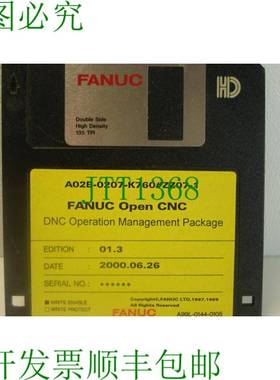 图必究
FANUC
HD
Double Side
High Density
135 TPI
A02B-0207-K760#ZZ07-1
JTT1368
FANUC Open CNC
DNC Operation Management Package
EDITION : 01.3
DATE : 2000.06.26
SERIAL NO. : ******
WRITE ENABLE
WRITE PROTECT
Copyright, FANUC LTD. 1997, 1999
All Rights Reserved
FANUC
A99L-0144-0105
开发票顺丰包邮